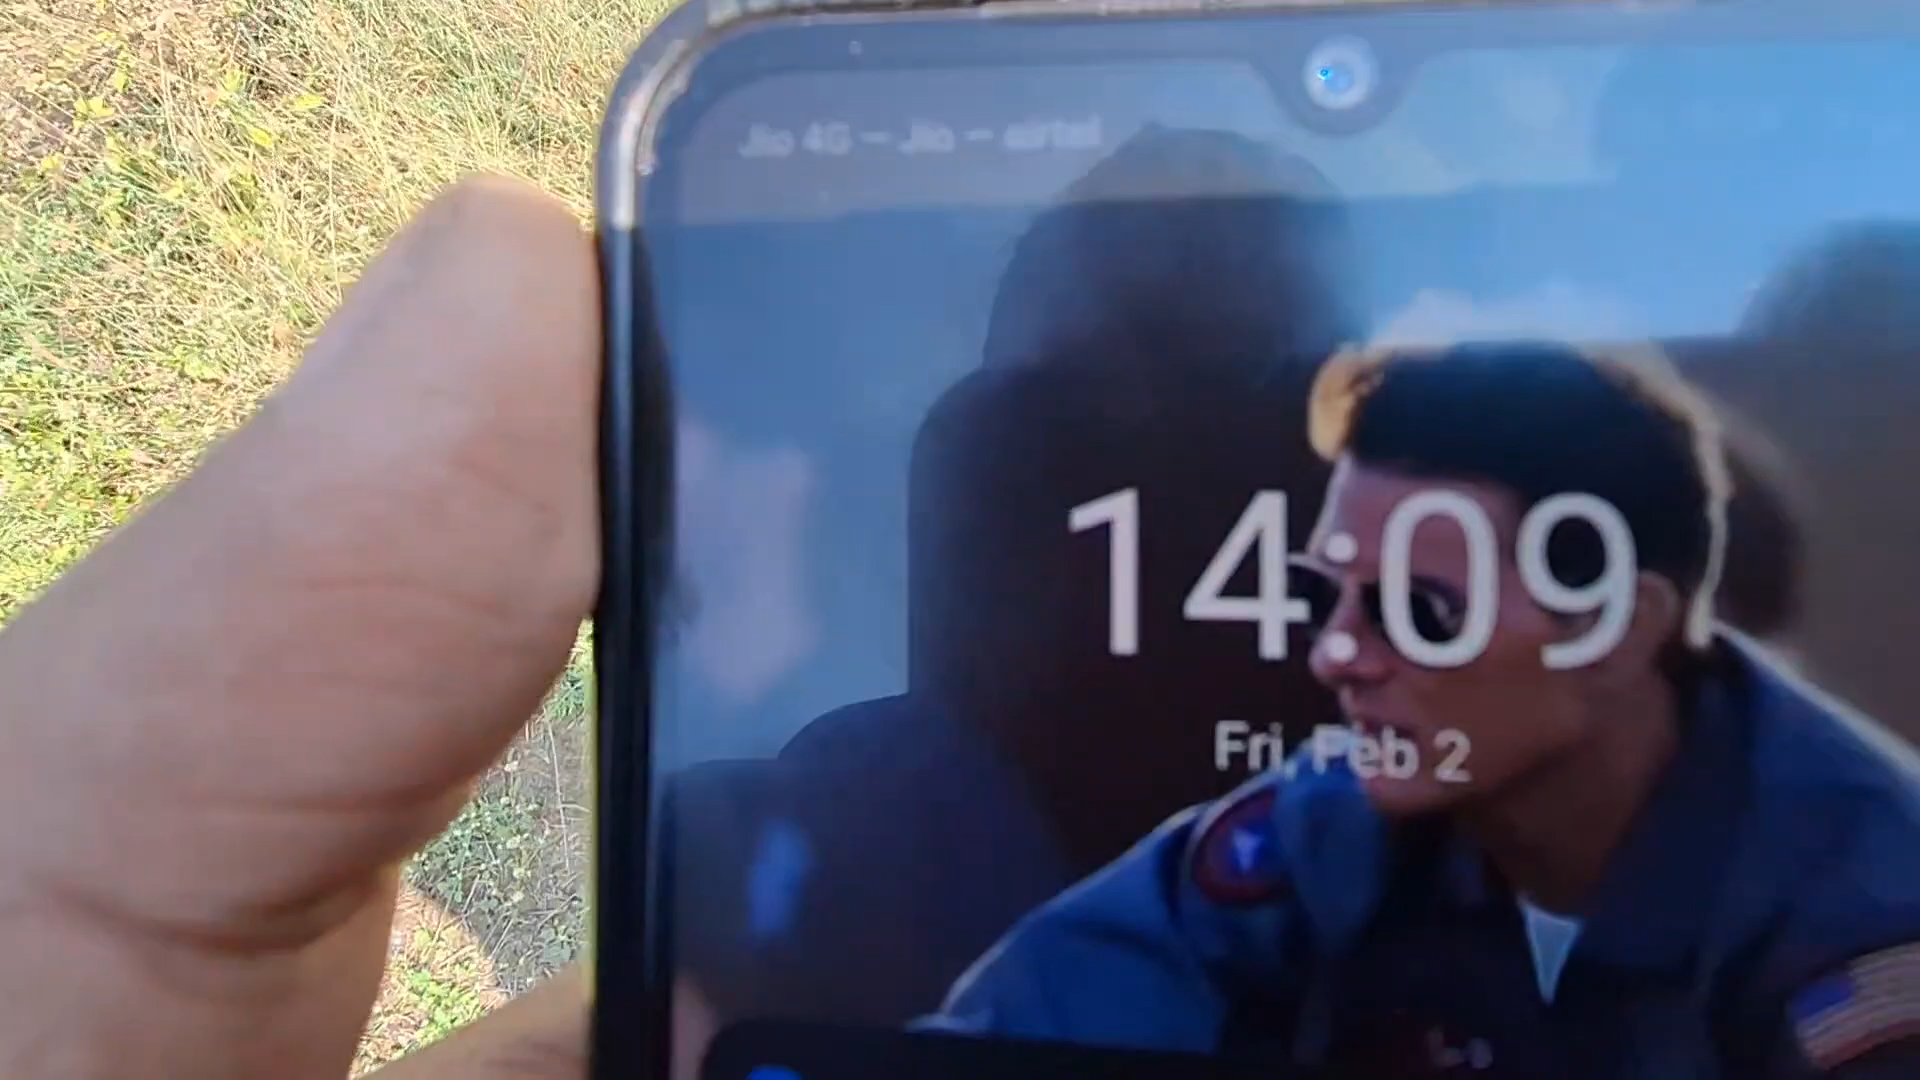 Jio 4G — Jio — airtel
14:09
Fri, Feb 2